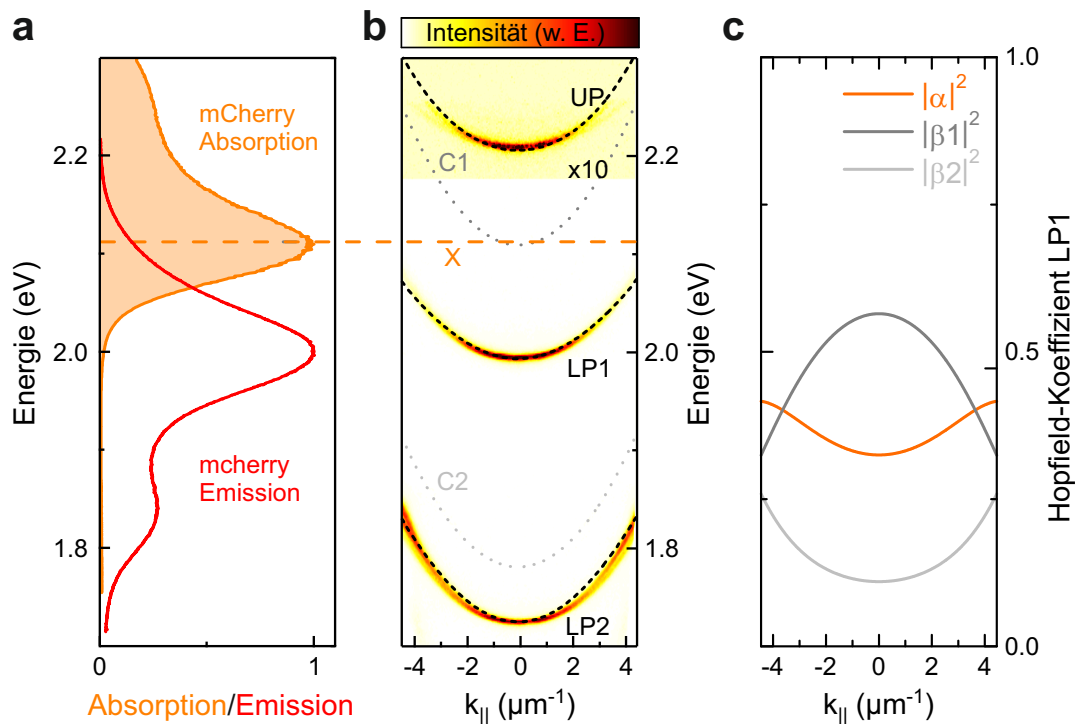 a
mCherry
Absorption
mcherry
Emission
Energie (eV)
2.2
2.0
1.8
0
1
Absorption/Emission
b
Intensität (w. E.)
UP
x10
C1
X
LP1
C2
LP2
Energie (eV)
2.2
2.0
1.8
-4 -2 0 2 4
k|| (µm-1)
c
|α|2
|β1|2
|β2|2
Hopfield-Koeffizient LP1
1.0
0.5
0.0
-4 -2 0 2 4
k|| (µm-1)